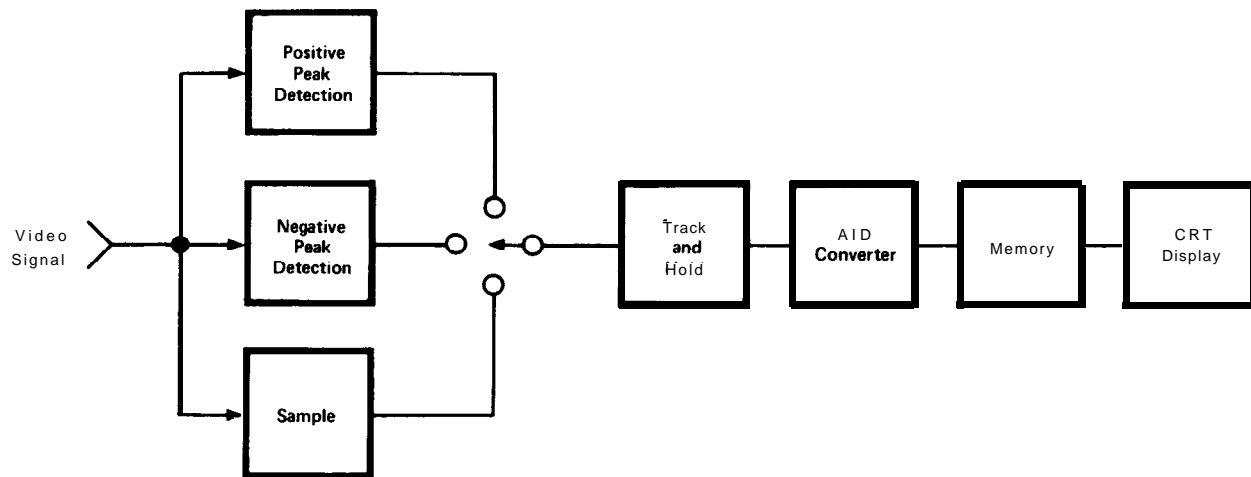 Positive
Peak
Detection
Video
Signal
Negative
Peak
Detection
Track
and
Hold
AID
Converter
Memory
CRT
Display
Sample